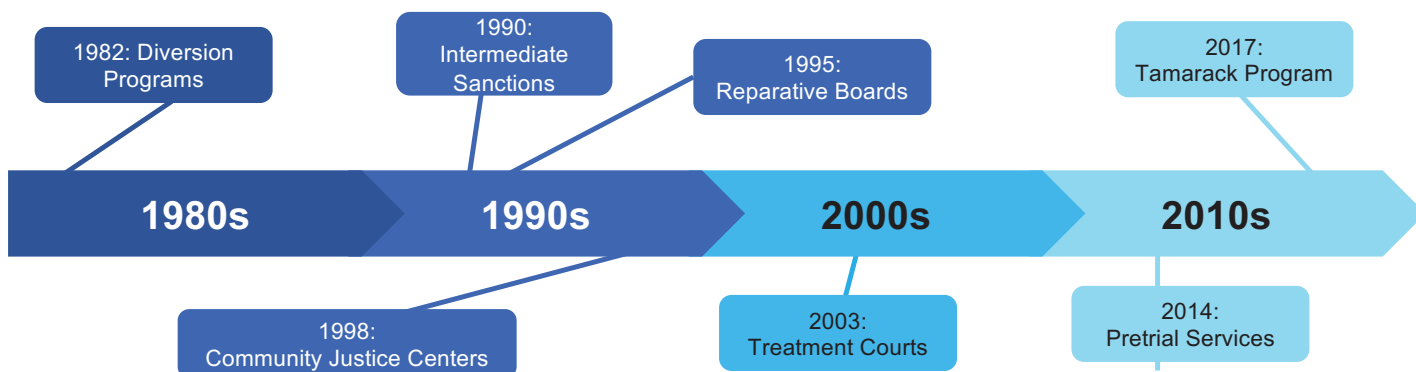 1982: Diversion
Programs
1990:
Intermediate
Sanctions
1995:
Reparative Boards
2017:
Tamarack Program
1980s
1990s
2000s
2010s
1998:
Community Justice Centers
2003:
Treatment Courts
2014:
Pretrial Services